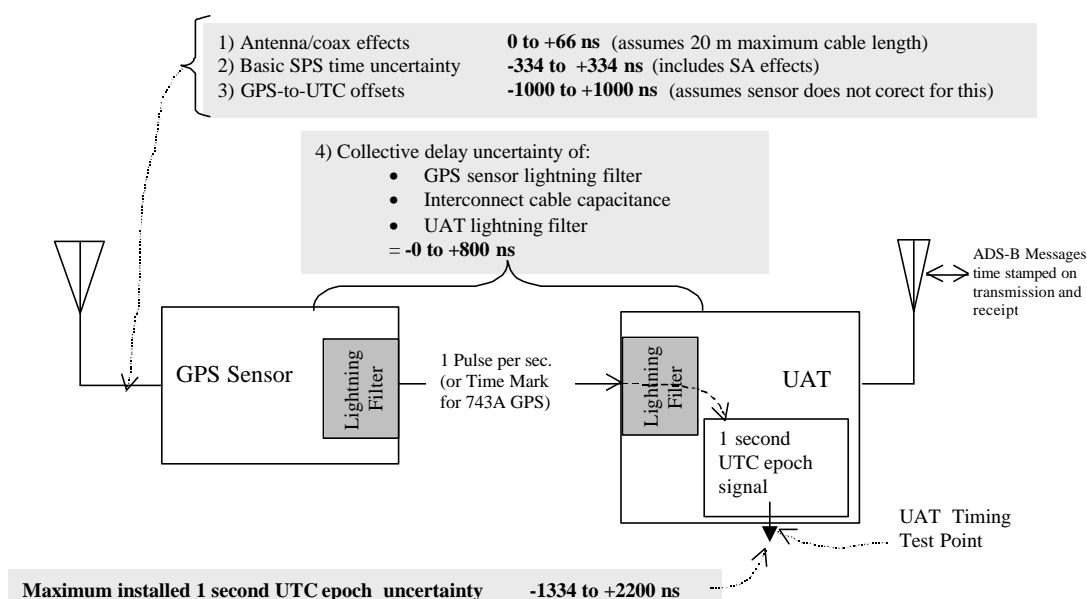 1) Antenna/coax effects 0 to +66 ns (assumes 20 m maximum cable length)
2) Basic SPS time uncertainty -334 to +334 ns (includes SA effects)
3) GPS-to-UTC offsets -1000 to +1000 ns (assumes sensor does not corect for this)
4) Collective delay uncertainty of:
• GPS sensor lightning filter
• Interconnect cable capacitance
• UAT lightning filter
= -0 to +800 ns
ADS-B Messages
time stamped on
transmission and
receipt
GPS Sensor
Lightning
Filter
1 Pulse per sec.
(or Time Mark
for 743A GPS)
Lightning
Filter
UAT
1 second
UTC epoch
signal
UAT Timing
Test Point
Maximum installed 1 second UTC epoch uncertainty -1334 to +2200 ns